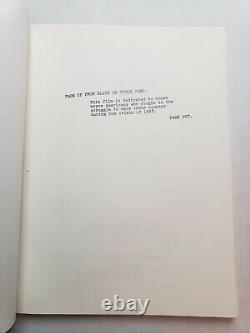 FADE UP FROM BLACK ON TITLE CARD.
This film is dedicated to those
brave Americans who fought in the
struggle to save their country
during the crisis of
FADE OUT.